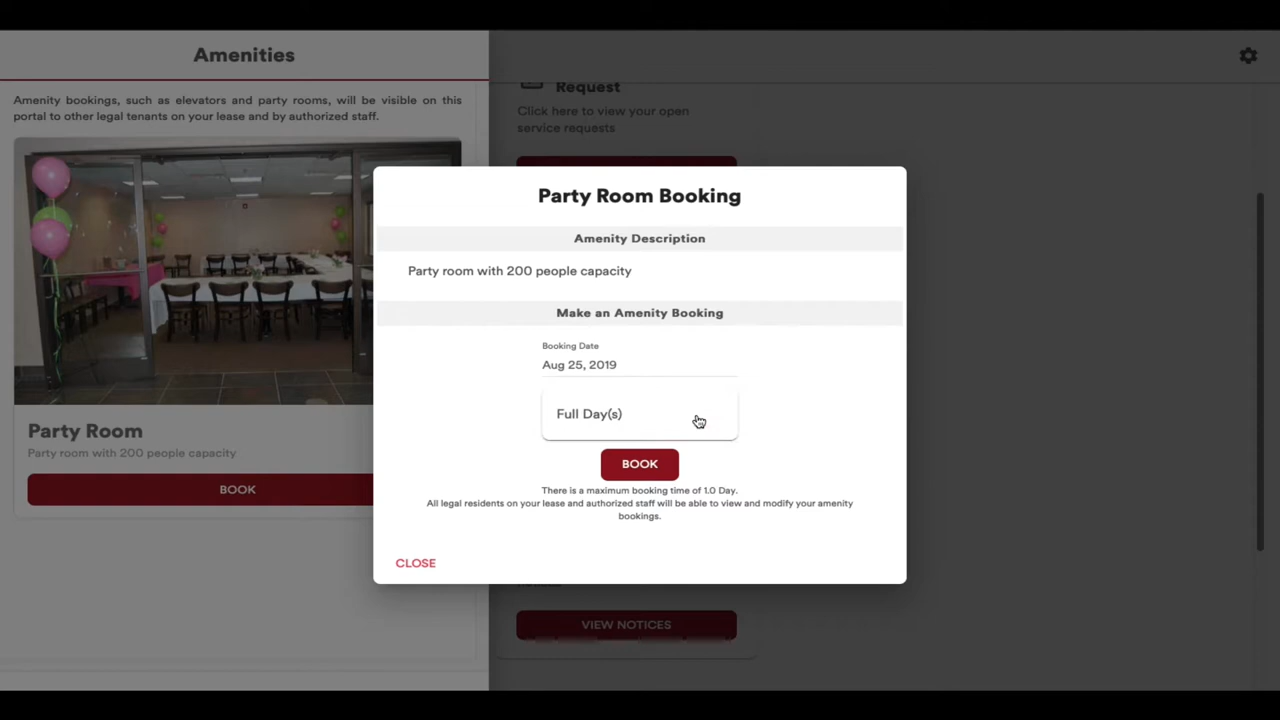 Amenities
Amenity bookings, such as elevators and party rooms, will be visible on this
portal to other legal tenants on your lease and by authorized staff.
Party Room
Party room with 200 people capacity
BOOK
Request
Click here to view your open
service requests
VIEW NOTICES
Party Room Booking
Amenity Description
Party room with 200 people capacity
Make an Amenity Booking
Booking Date
Aug 25, 2019
Full Day(s)
BOOK
There is a maximum booking time of 1.0 Day.
All legal residents on your lease and authorized staff will be able to view and modify your amenity
bookings.
CLOSE